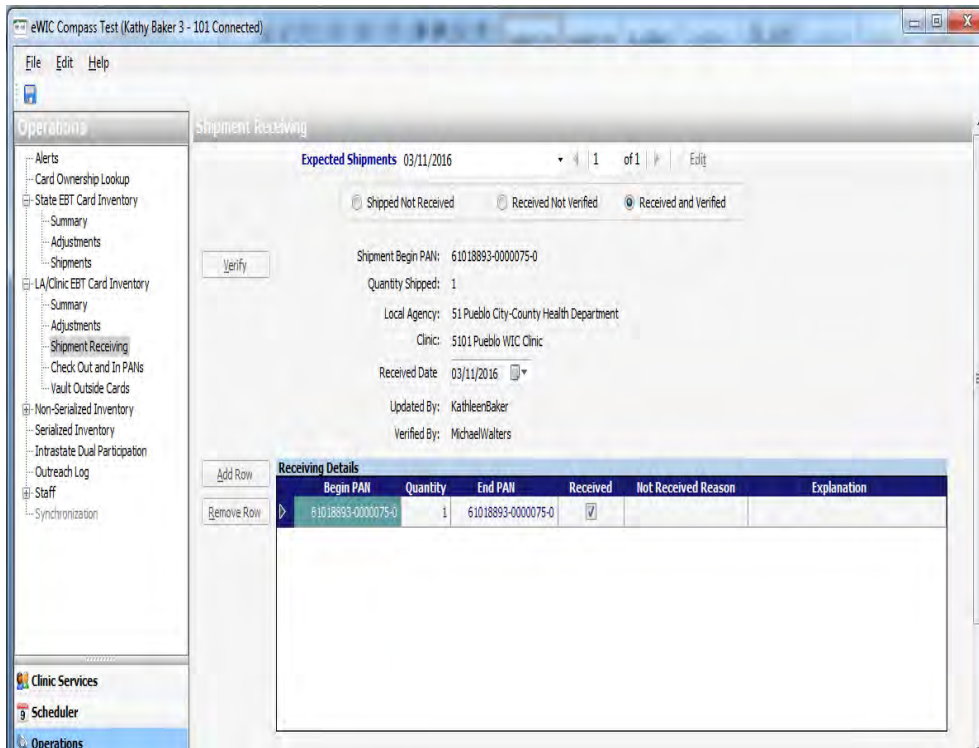 eWIC Compass Test (Kathy Baker 3 - 101 Connected)
File Edit Help
Operations
Alerts
Card Ownership Lookup
State EBT Card Inventory
Summary
Adjustments
Shipments
LA/Clinic EBT Card Inventory
Summary
Adjustments
Shipment Receiving
Check Out and In PANs
Vault Outside Cards
Non-Serialized Inventory
Serialized Inventory
Intrastate Dual Participation
Outreach Log
Staff
Synchronization
Clinic Services
9 Scheduler
Operations
Shipment Receiving
Expected Shipments 03/11/2016 1 of 1 Edit
Shipped Not Received Received Not Verified Received and Verified
Verify
Shipment Begin PAN: 61018893-0000075-0
Quantity Shipped: 1
Local Agency: 51 Pueblo City-County Health Department
Clinic: 5101 Pueblo WIC Clinic
Received Date 03/11/2016
Updated By: KathleenBaker
Verified By: MichaelWalters
Add Row
Remove Row
Receiving Details
Begin PAN Quantity End PAN Received Not Received Reason Explanation
61018893-0000075-0 1 61018893-0000075-0